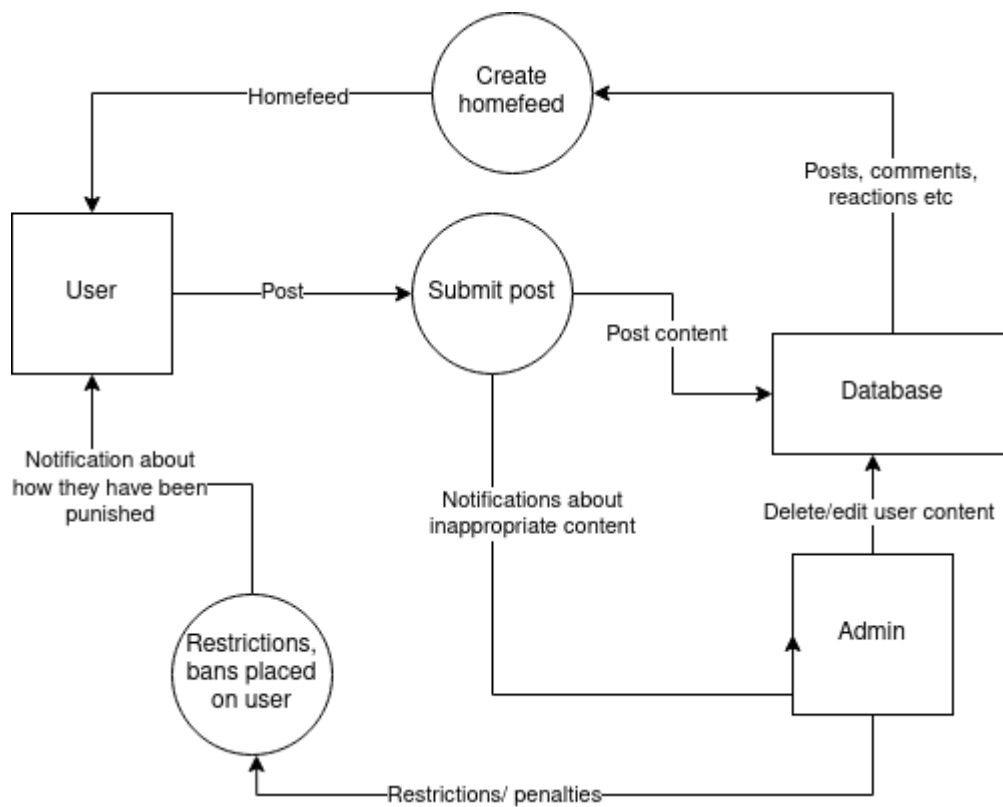 Create
homefeed
Homefeed
Posts, comments,
reactions etc
User
Post
Submit post
Post content
Database
Notification about
how they have been
punished
Notifications about
inappropriate content
Delete/edit user content
Admin
Restrictions,
bans placed
on user
Restrictions/ penalties